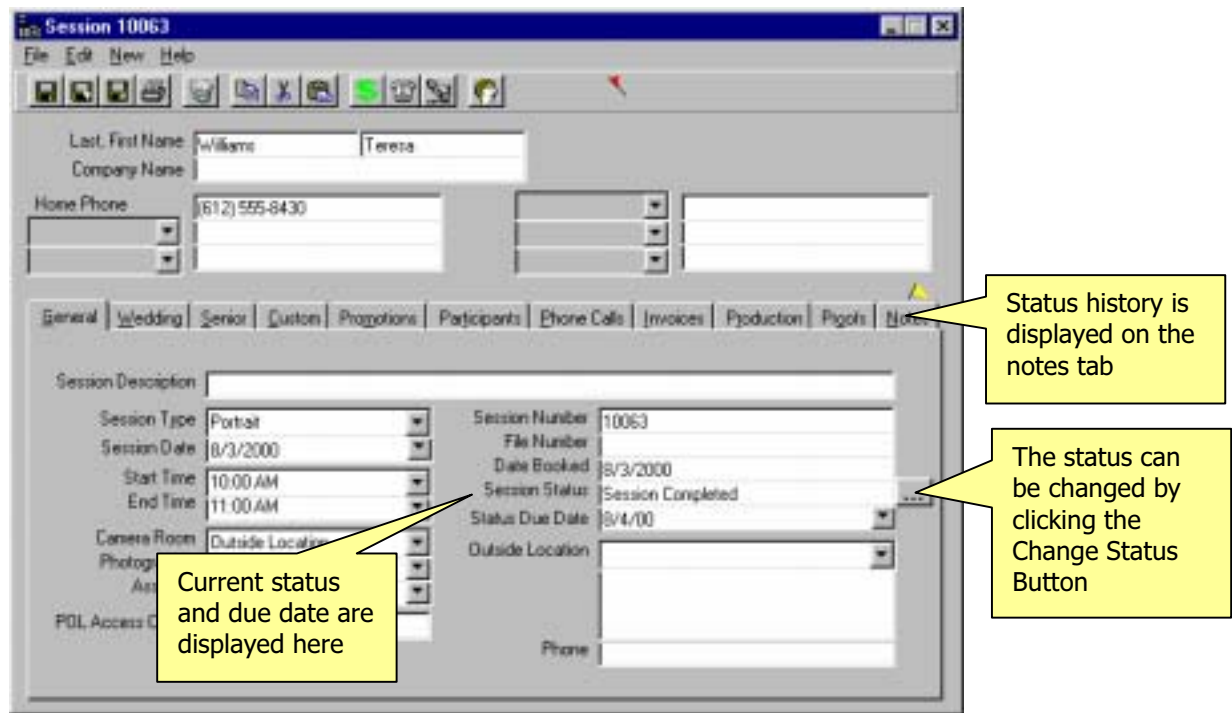 Session 10063
File Edit New Help
Last, First Name Williams Teresa
Company Name
Home Phone (612) 555-8430
General Wedding Senior Custom Promotions Participants Phone Calls Invoices Production Proofs Notes
Status history is
displayed on the
notes tab
Session Description
Session Type Portrait
Session Date 8/3/2000
Start Time 10:00 AM
End Time 11:00 AM
Camera Room Outside Location
Session Number 10063
File Number
Date Booked 8/3/2000
Session Status Session Completed ...
Status Due Date 8/4/00
Outside Location
Phone
PDL Access
Current status
and due date are
displayed here
The status can
be changed by
clicking the
Change Status
Button